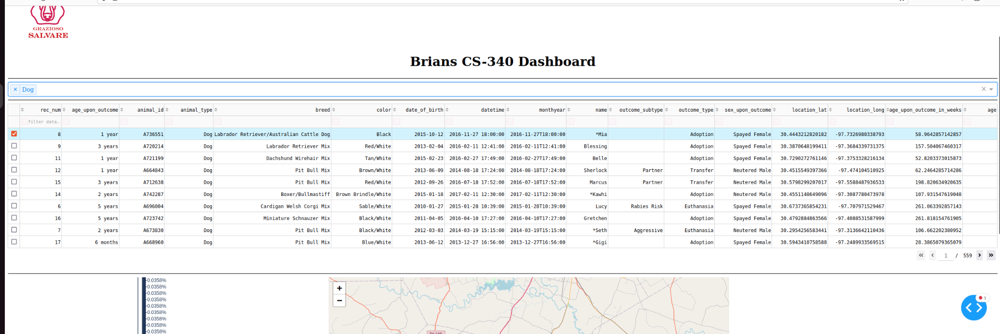 GRAZIOSO
SALVARE
Brians CS-340 Dashboard
× Dog
rec_num age_upon_outcome animal_id animal_type breed color date_of_birth datetime monthyear name outcome_subtype outcome_type sex_upon_outcome location_lat location_long age_upon_outcome_in_weeks age
filter data..
8 1 year A736551 Dog Labrador Retriever/Australian Cattle Dog Black 2015-10-12 2016-11-27 18:00:00 2016-11-27T18:00:00 *Mia Adoption Spayed Female 30.4443212820182 -97.7326980338793 58.9642857142857
9 3 years A720214 Dog Labrador Retriever Mix Red/White 2013-02-04 2016-02-11 12:41:00 2016-02-11T12:41:00 Blessing Adoption Spayed Female 30.3870648199411 -97.3684339731375 157.504067460317
11 1 year A721199 Dog Dachshund Wirehair Mix Tan/White 2015-02-23 2016-02-27 17:49:00 2016-02-27T17:49:00 Belle Adoption Spayed Female 30.7290272761146 -97.3753328216134 52.8203373015873
12 1 year A664843 Dog Pit Bull Mix Brown/White 2013-06-09 2014-08-18 17:24:00 2014-08-18T17:24:00 Sherlock Partner Transfer Neutered Male 30.4515549397366 -97.474104510925 62.2464285714286
15 3 years A712638 Dog Pit Bull Mix Red/White 2012-09-26 2016-07-18 17:52:00 2016-07-18T17:52:00 Marcus Partner Transfer Neutered Male 30.5798299207017 -97.5588487936533 198.820634920635
14 2 years A742287 Dog Boxer/Bullmastiff Brown Brindle/White 2015-01-18 2017-02-11 12:30:00 2017-02-11T12:30:00 *Kawhi Adoption Neutered Male 30.4551148649096 -97.3087780473978 107.931547619048
6 5 years A696004 Dog Cardigan Welsh Corgi Mix Sable/White 2010-01-27 2015-01-28 10:39:00 2015-01-28T10:39:00 Lucy Rabies Risk Euthanasia Spayed Female 30.6737365854231 -97.707971529467 261.063392857143
16 5 years A723742 Dog Miniature Schnauzer Mix Black/White 2011-04-05 2016-04-10 17:27:00 2016-04-10T17:27:00 Gretchen Adoption Spayed Female 30.4792884863566 -97.4088531587999 261.818154761905
7 2 years A673830 Dog Pit Bull Mix Black/White 2012-03-03 2014-03-19 15:15:00 2014-03-19T15:15:00 *Seth Aggressive Euthanasia Neutered Male 30.2954256583441 -97.3136642110436 106.662202380952
17 6 months A668960 Dog Pit Bull Mix Blue/White 2013-06-12 2013-12-27 16:56:00 2013-12-27T16:56:00 *Gigi Adoption Spayed Female 30.5943410758588 -97.2489933569515 28.3865079365079
1 / 559
0.0358%
0.0358%
0.0358%
0.0358%
0.0358%
0.0358%
0.0358%
0.0358%
0.0358%
+
−
1